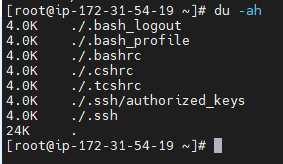 [root@ip-172-31-54-19 ~]# du -ah
4.0K ./.bash_logout
4.0K ./.bash_profile
4.0K ./.bashrc
4.0K ./.cshrc
4.0K ./.tcshrc
4.0K ./.ssh/authorized_keys
4.0K ./.ssh
24K .
[root@ip-172-31-54-19 ~]#